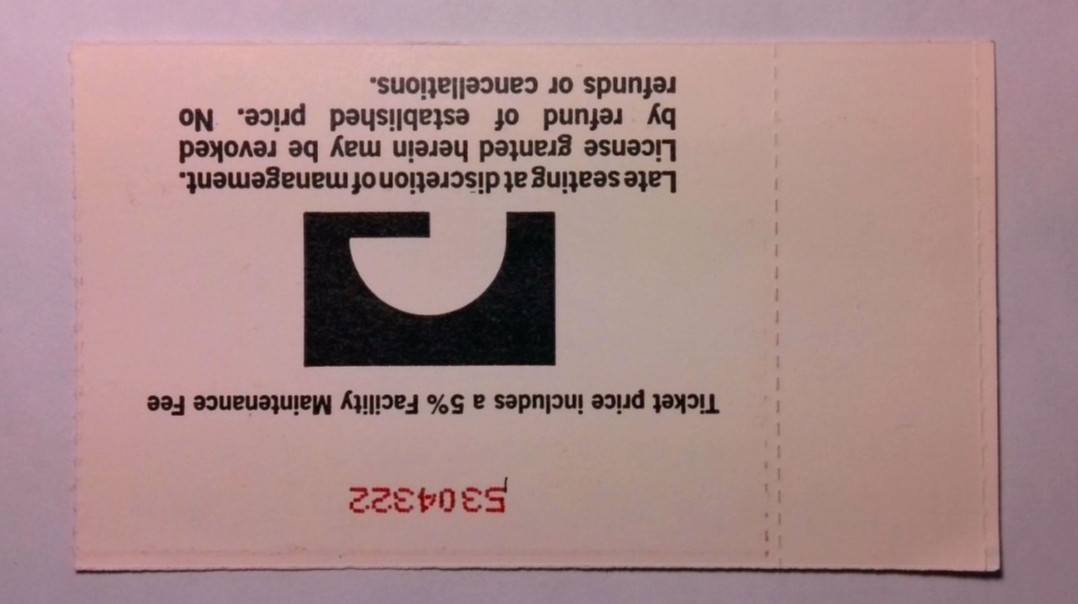 5304322
Ticket price includes a 5% Facility Maintenance Fee
Late seating at discretion of management.
License granted herein may be revoked
by refund of established price. No
refunds or cancellations.